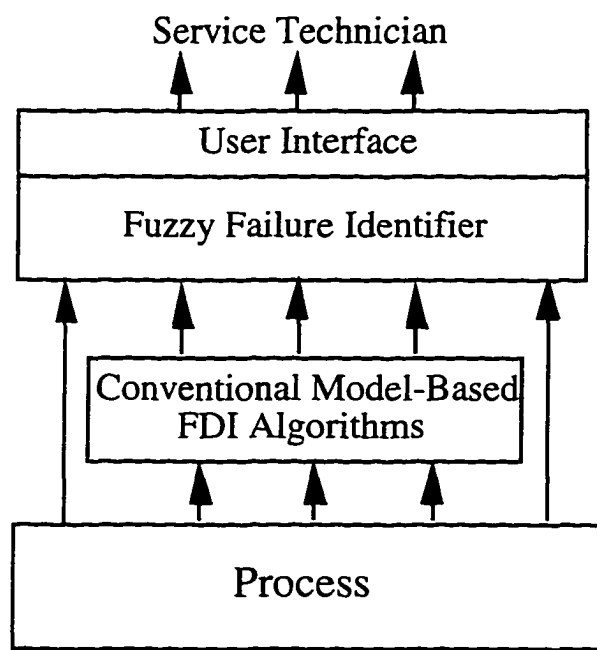 Service Technician
User Interface
Fuzzy Failure Identifier
Conventional Model-Based
FDI Algorithms
Process